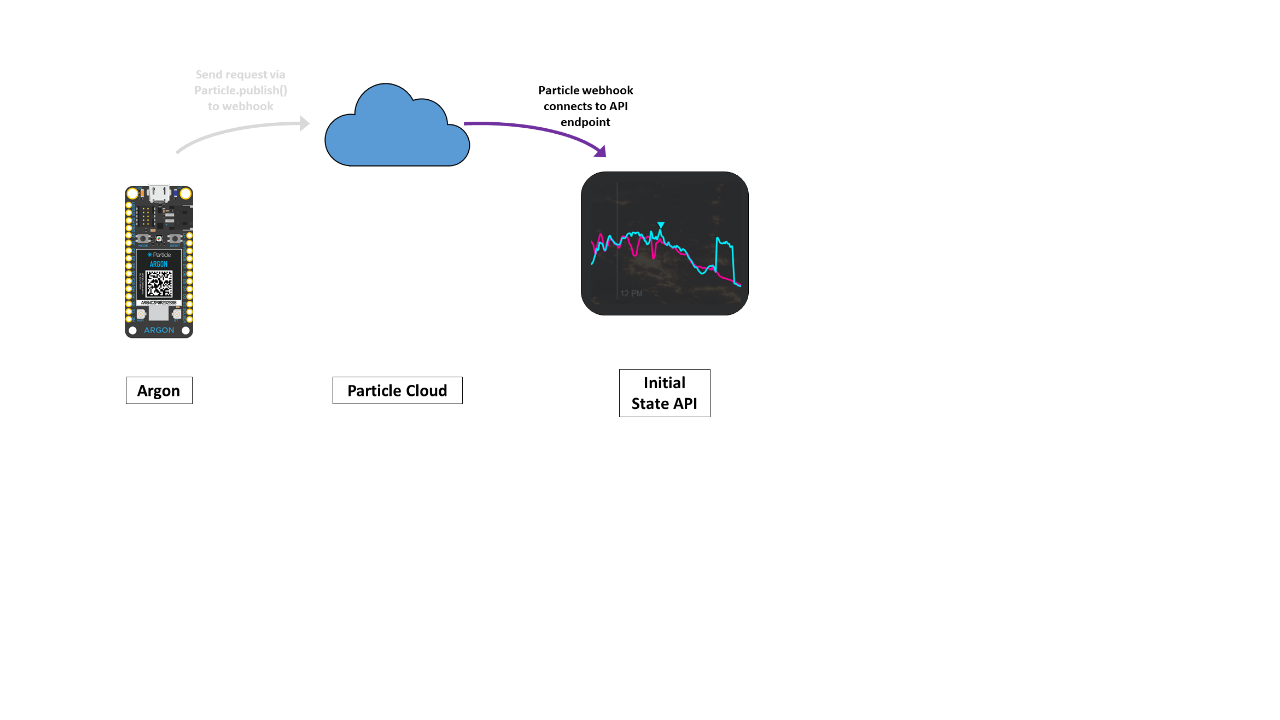 Send request via
Particle.publish()
to webhook
Particle webhook
connects to API
endpoint
Particle
ARGON
ARGON
12 PM
Argon
Particle Cloud
Initial
State API